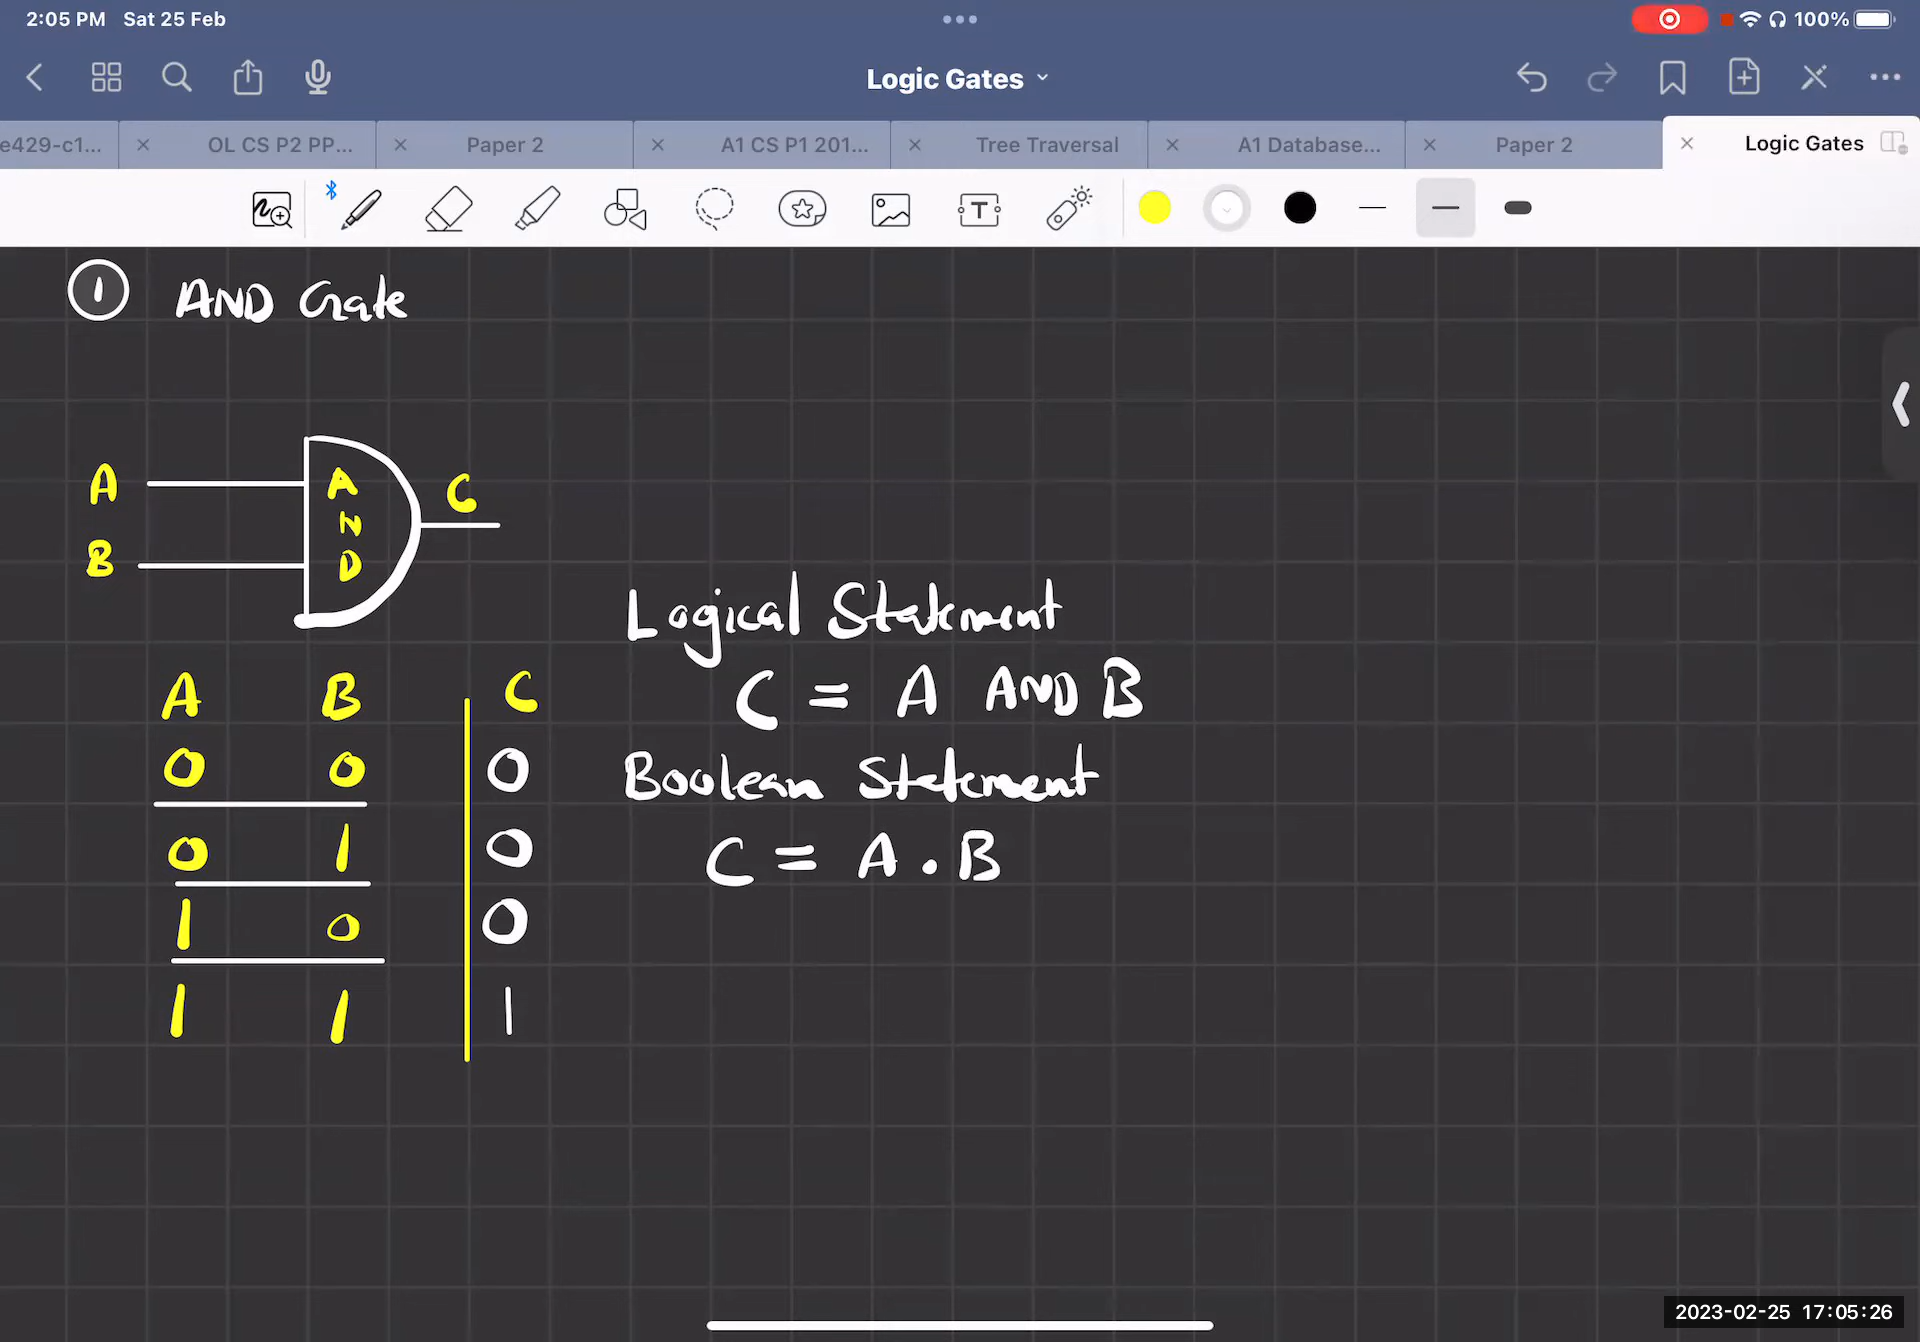 2:05 PM Sat 25 Feb
100%
Logic Gates
e429-c1...
OL CS P2 PP...
Paper 2
A1 CS P1 201...
Tree Traversal
A1 Database...
Paper 2
Logic Gates
T
1 AND Gate
A
B
A
N
D
C
Logical Statement
C = A AND B
Boolean Statement
C = A . B
A B C
0 0 0
0 1 0
1 0 0
1 1 1
2023-02-25 17:05:26